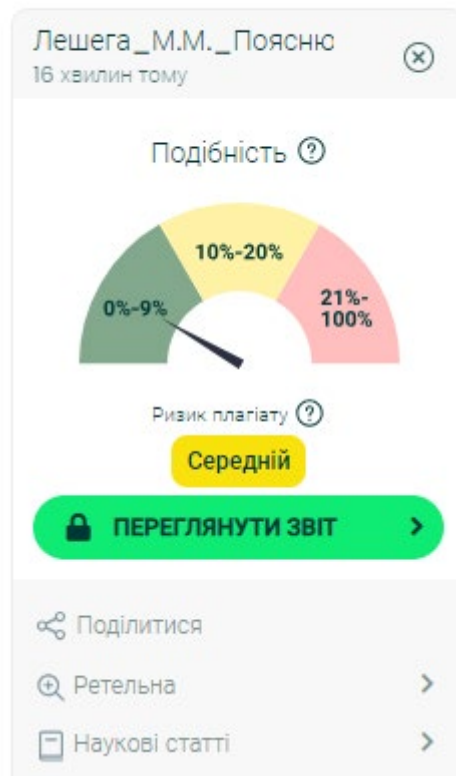 Лешега_М.М._Поясню
16 хвилин тому
Подібність
10%-20%
0%-9%
21%-
100%
Ризик плагіату
Середній
ПЕРЕГЛЯНУТИ ЗВІТ
Поділитися
Ретельна
Наукові статті